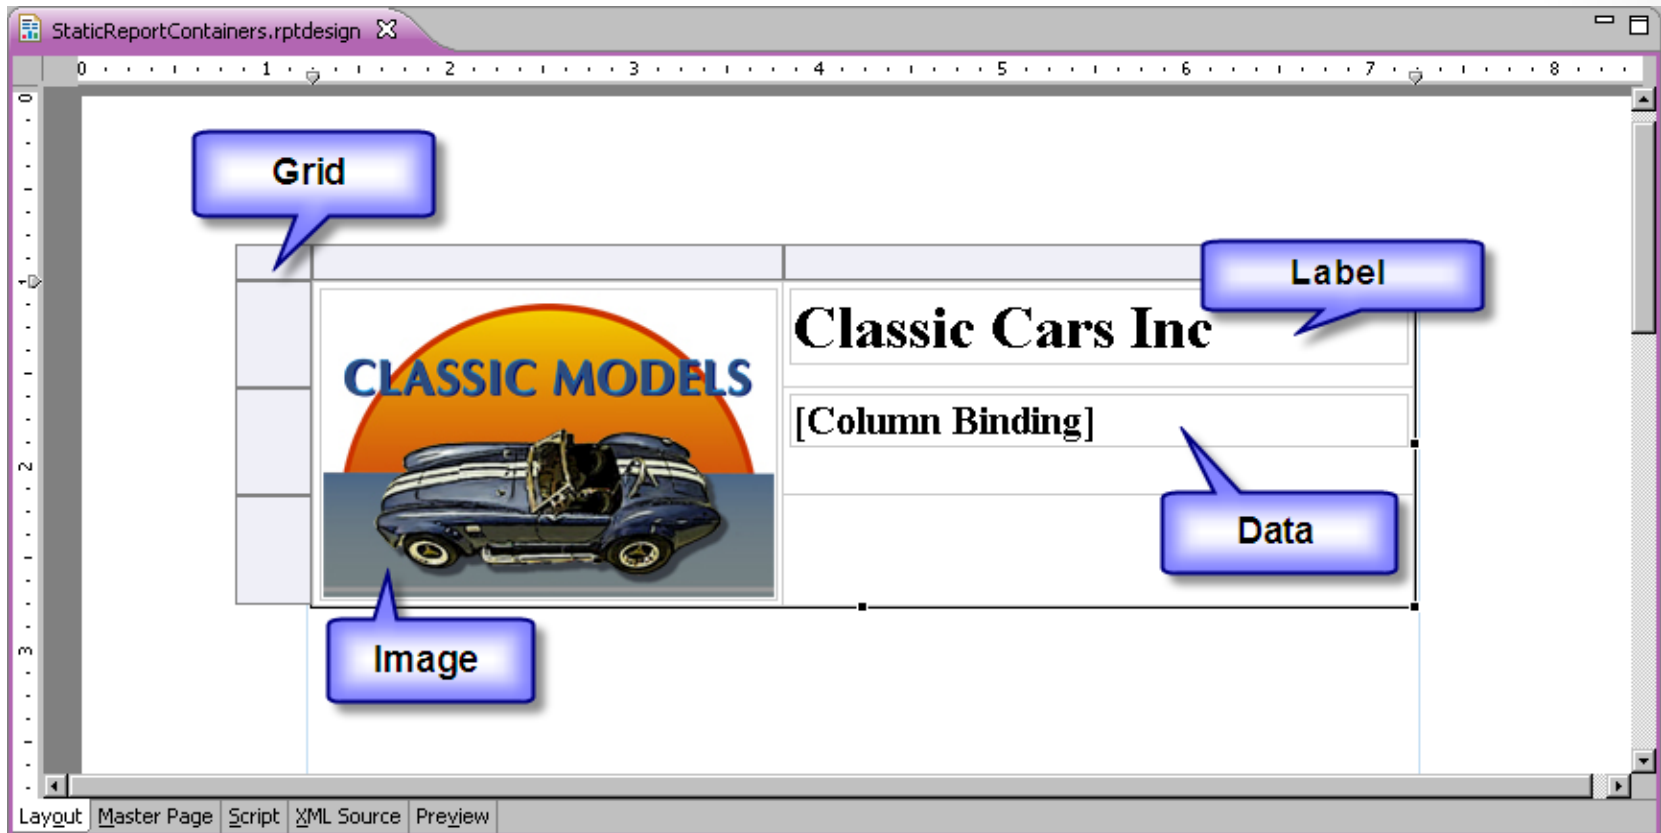 StaticReportContainers.rptdesign
0 1 2 3 4 5 6 7 8
0
1
2
3
Grid
Label
Classic Cars Inc
CLASSIC MODELS
[Column Binding]
Data
Image
Layout Master Page Script XML Source Preview